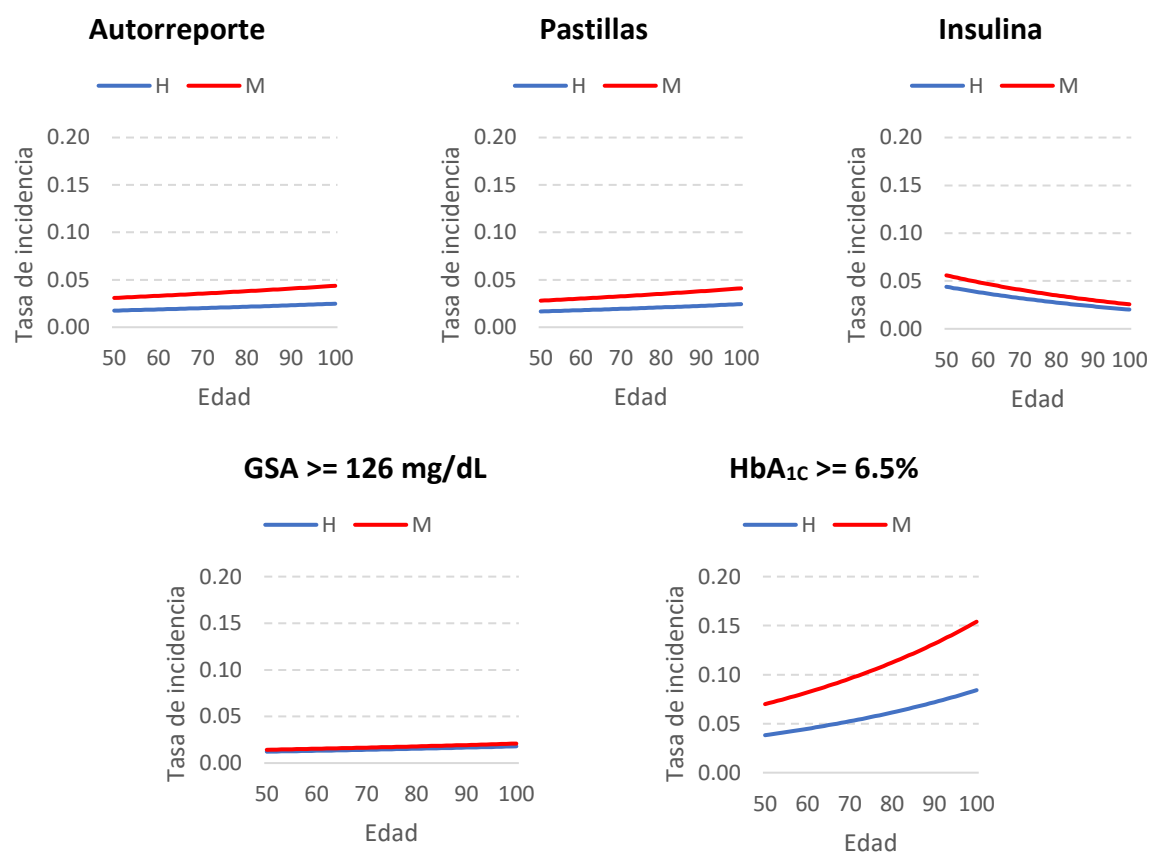 Autorreporte
H M
Tasa de incidencia
0.20
0.15
0.10
0.05
0.00
50 60 70 80 90 100
Edad
Pastillas
H M
Tasa de incidencia
0.20
0.15
0.10
0.05
0.00
50 60 70 80 90 100
Edad
Insulina
H M
Tasa de incidencia
0.20
0.15
0.10
0.05
0.00
50 60 70 80 90 100
Edad
GSA >= 126 mg/dL
H M
Tasa de incidencia
0.20
0.15
0.10
0.05
0.00
50 60 70 80 90 100
Edad
HbA1C >= 6.5%
H M
Tasa de incidencia
0.20
0.15
0.10
0.05
0.00
50 60 70 80 90 100
Edad